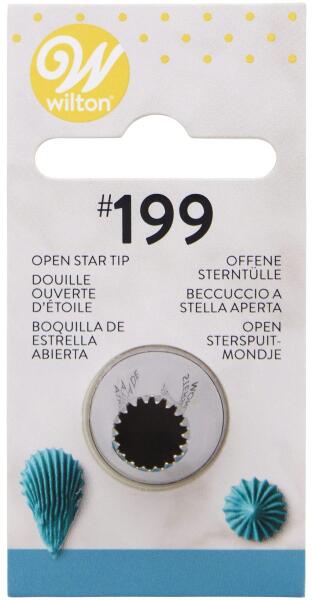 W
wilton®
#199
OPEN STAR TIP
DOUILLE
OUVERTE
D'ÉTOILE
BOQUILLA DE
ESTRELLA
ABIERTA
OFFENE
STERNTÜLLE
BECCUCCIO A
STELLA APERTA
OPEN
STERSPUIT-
MONDJE